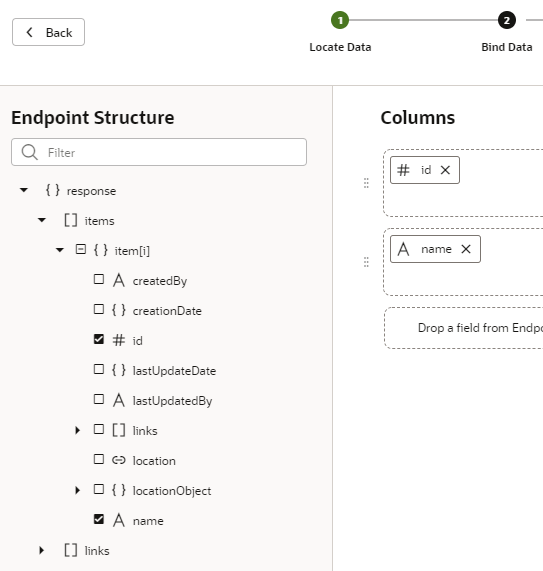 Back
1
2
Locate Data
Bind Data
Endpoint Structure
Filter
{ } response
[ ] items
{ } item[i]
A createdBy
{ } creationDate
# id
{ } lastUpdateDate
A lastUpdatedBy
[ ] links
location
{ } locationObject
A name
[ ] links
Columns
# id
A name
Drop a field from Endpo